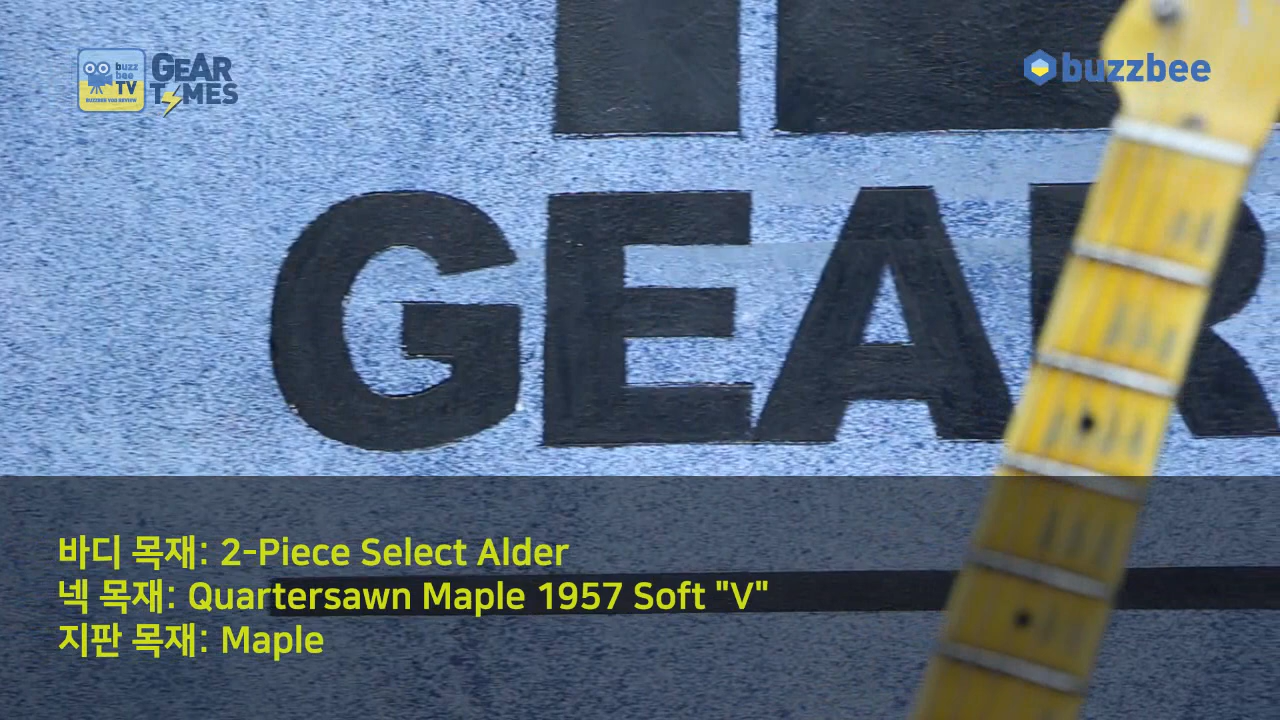 buzz
bee
TV
BUZZBEE VOD REVIEW
GEAR
TIMES
buzzbee
GEAR
바디 목재: 2-Piece Select Alder
넥 목재: Quartersawn Maple 1957 Soft "V"
지판 목재: Maple